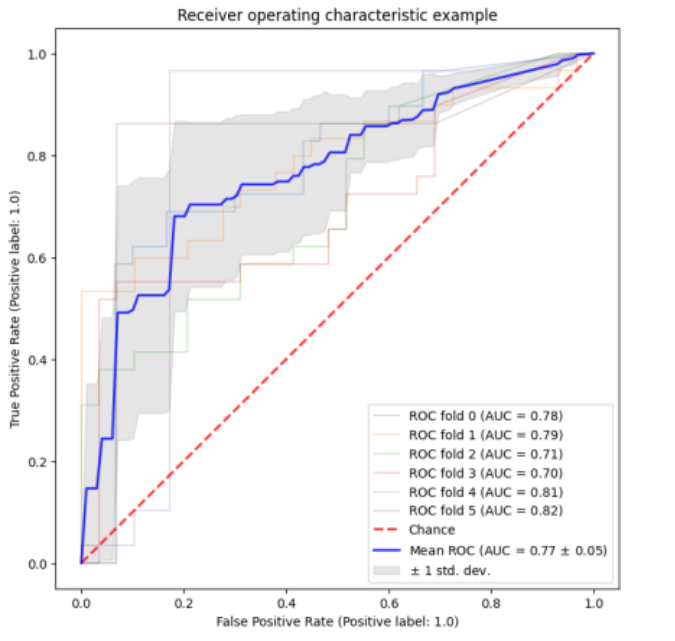 Receiver operating characteristic example
1.0
0.8
0.6
0.4
0.2
0.0
True Positive Rate (Positive label: 1.0)
ROC fold 0 (AUC = 0.78)
ROC fold 1 (AUC = 0.79)
ROC fold 2 (AUC = 0.71)
ROC fold 3 (AUC = 0.70)
ROC fold 4 (AUC = 0.81)
ROC fold 5 (AUC = 0.82)
Chance
Mean ROC (AUC = 0.77 ± 0.05)
± 1 std. dev.
0.0 0.2 0.4 0.6 0.8 1.0
False Positive Rate (Positive label: 1.0)